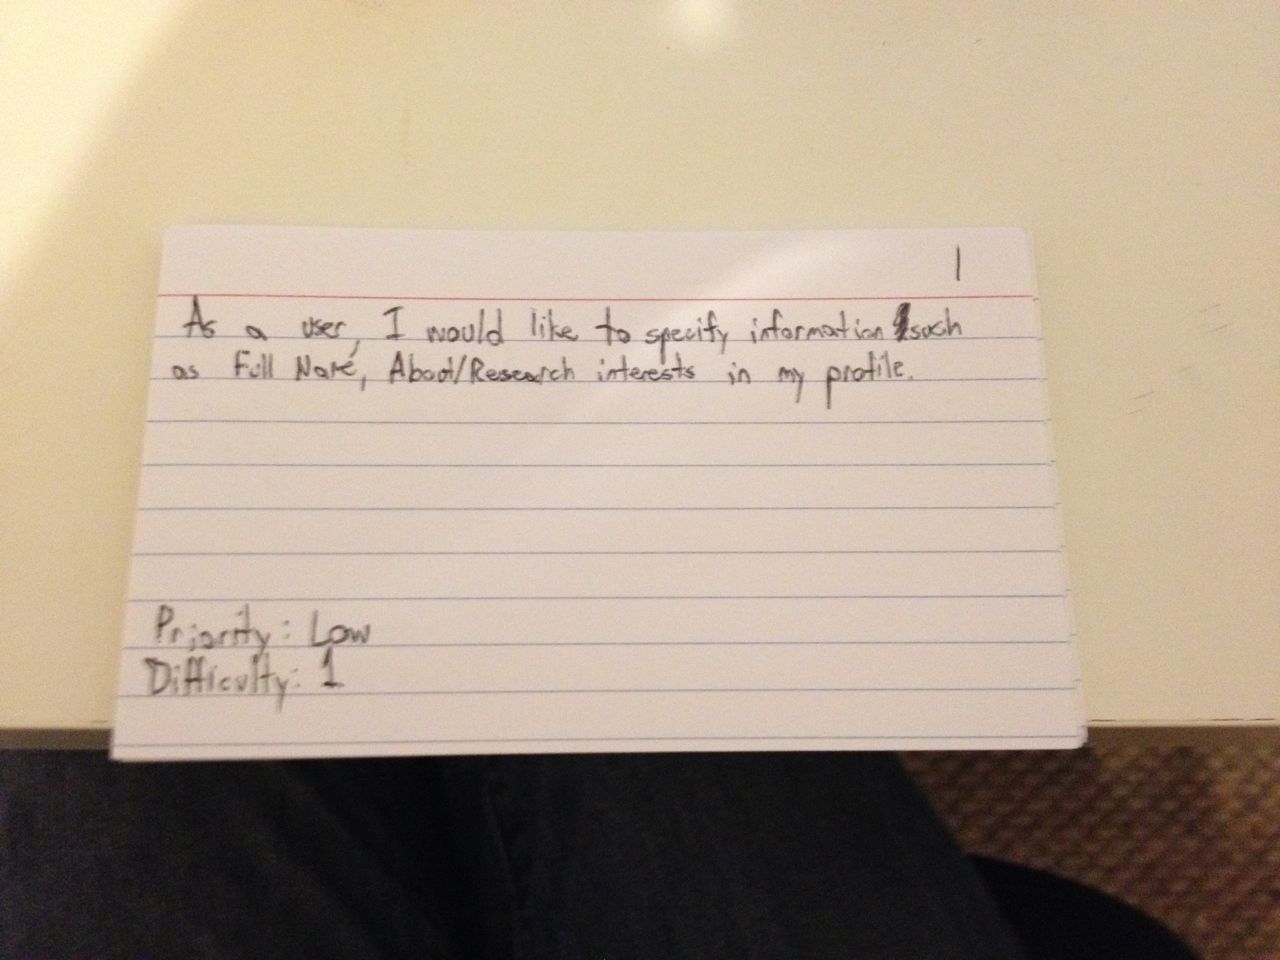 1
As a user, I would like to specify information such
as Full Name, About/Research interests in my profile.
Priority: Low
Difficulty: 1